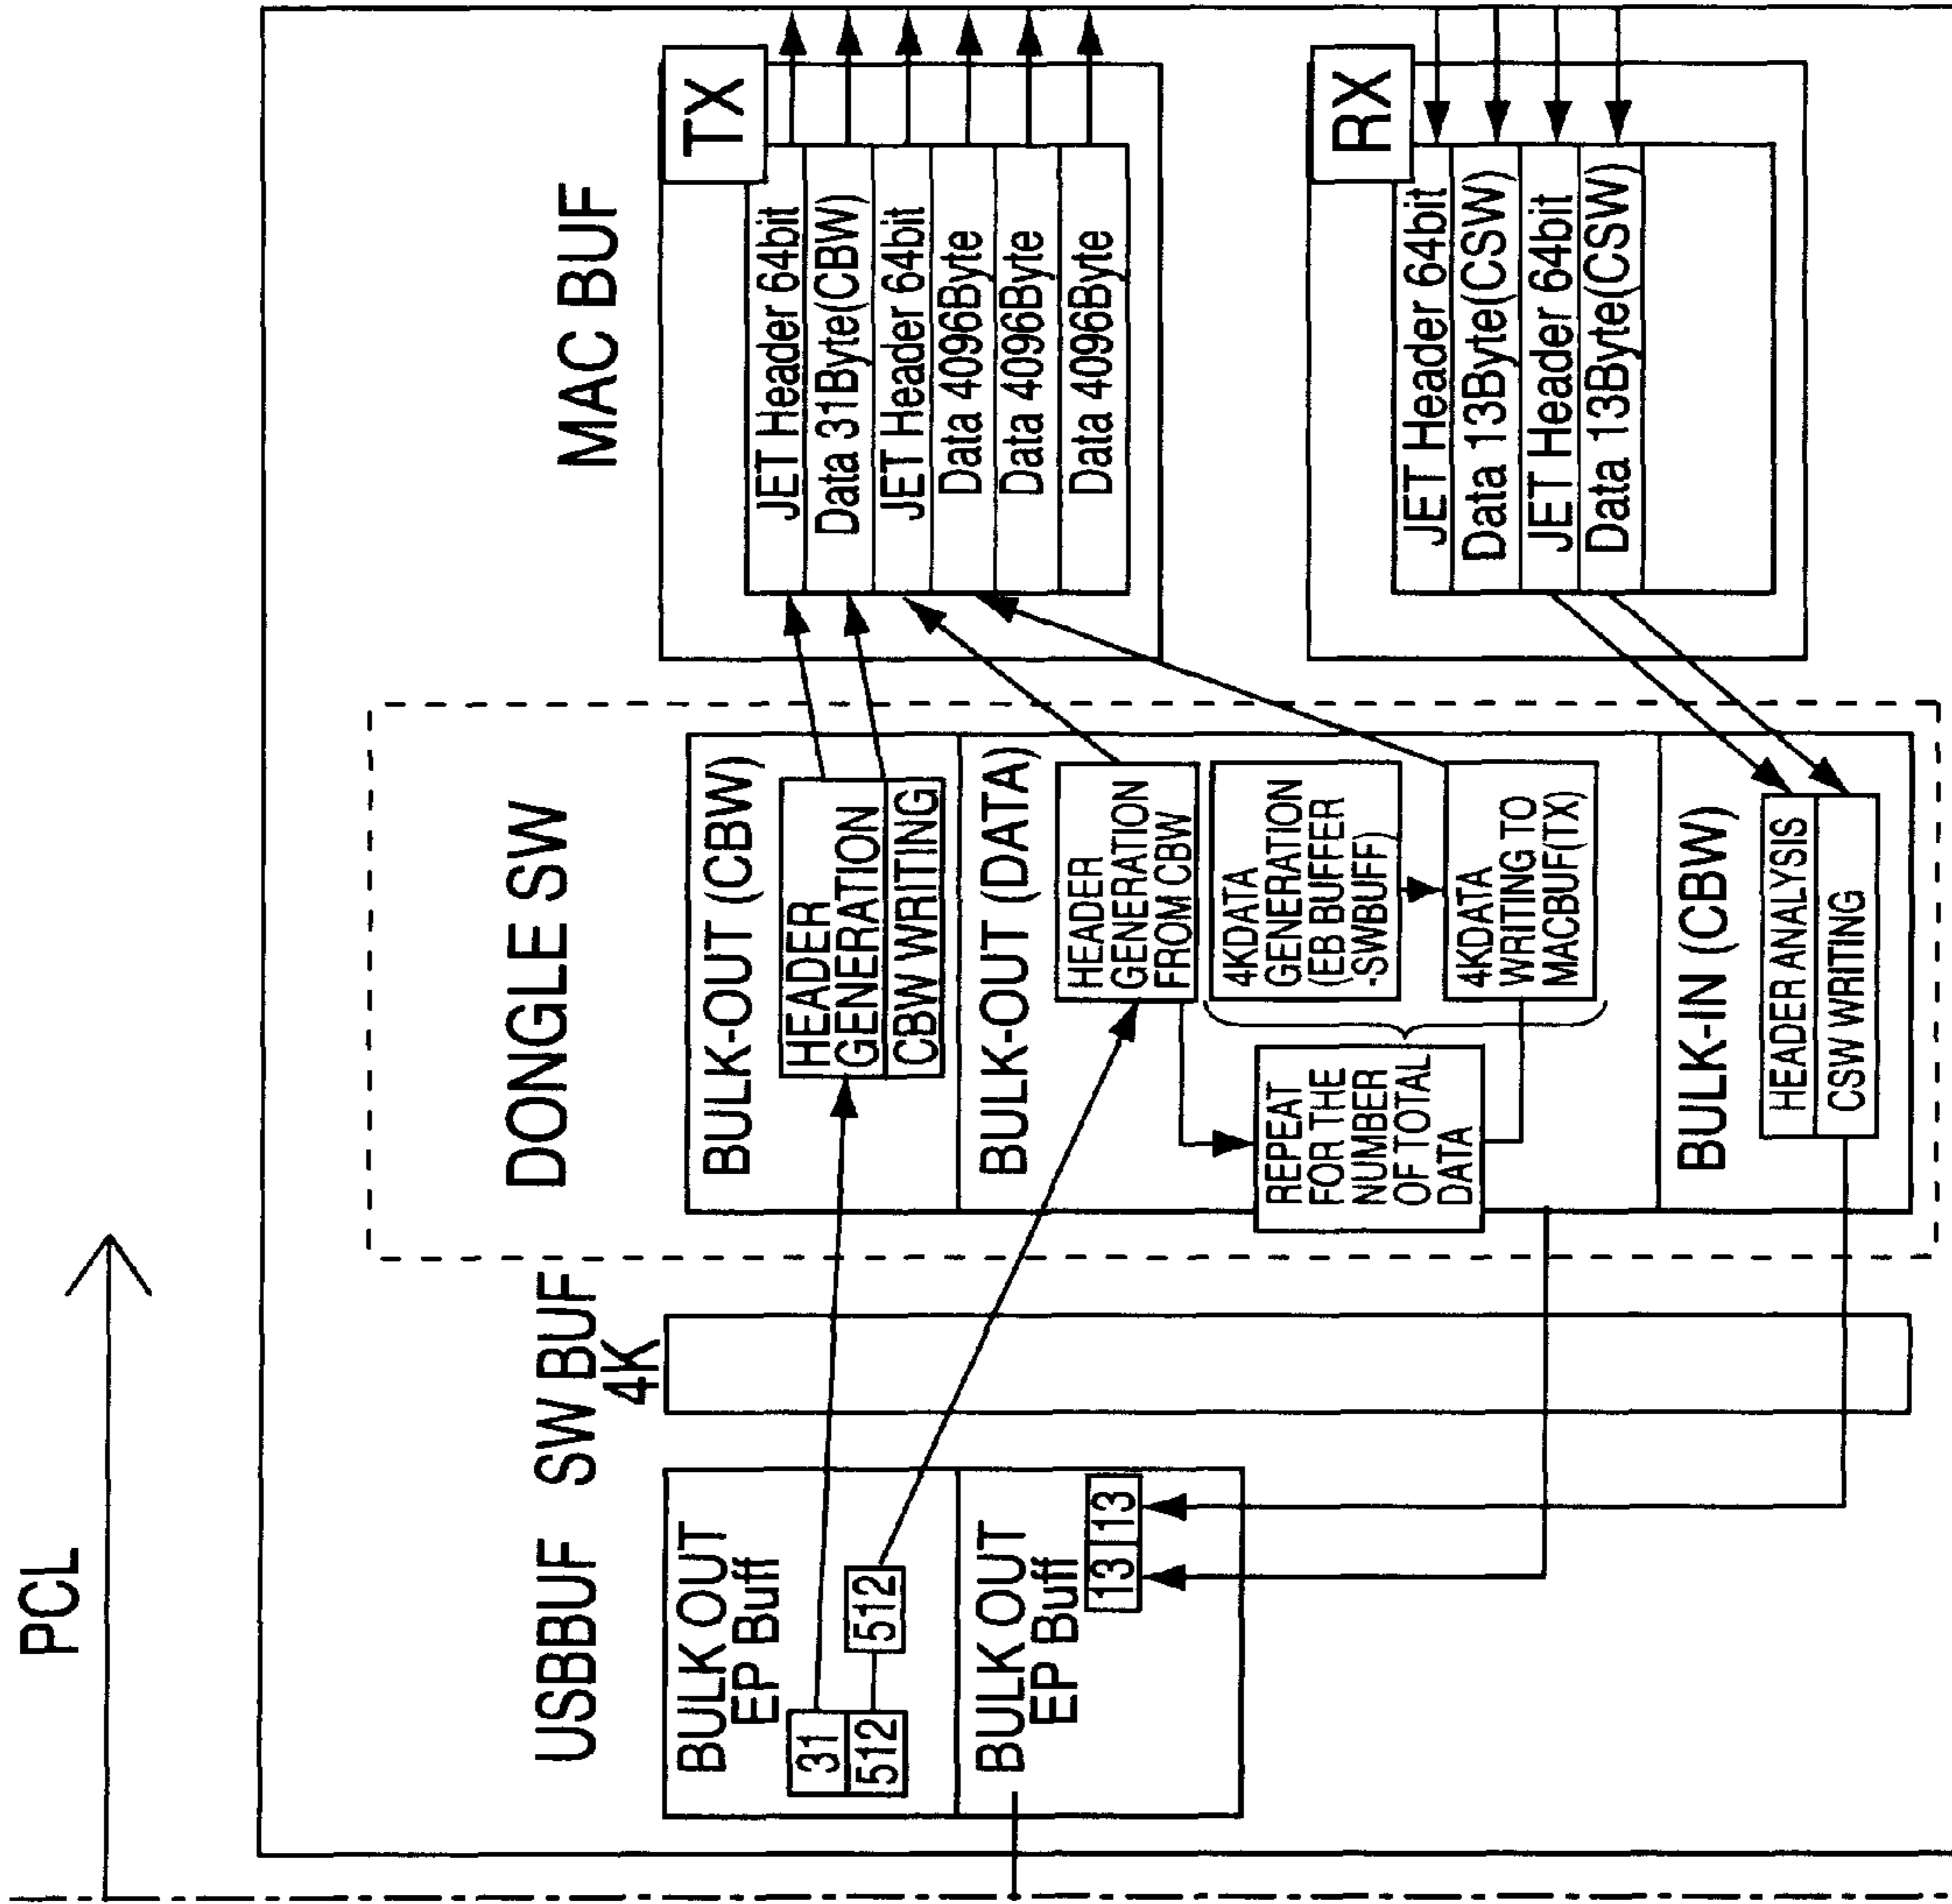 PCL
USBBUF
SW BUF
4K
DONGLE SW
MAC BUF
BULK OUT
EP Buff
31
512
512
BULK OUT
EP Buff
13
13
BULK-OUT (CBW)
HEADER
GENERATION
CBW WRITING
BULK-OUT (DATA)
HEADER
GENERATION
FROM CBW
4KDATA
GENERATION
(EB BUFFER
-SWBUFF)
4KDATA
WRITING TO
MACBUF(TX)
REPEAT
FOR THE
NUMBER
OF TOTAL
DATA
BULK-IN (CBW)
HEADER ANALYSIS
CSW WRITING
TX
JET Header 64bit
Data 31Byte(CBW)
JET Header 64bit
Data 4096Byte
Data 4096Byte
Data 4096Byte
RX
JET Header 64bit
Data 13Byte(CSW)
JET Header 64bit
Data 13Byte(CSW)